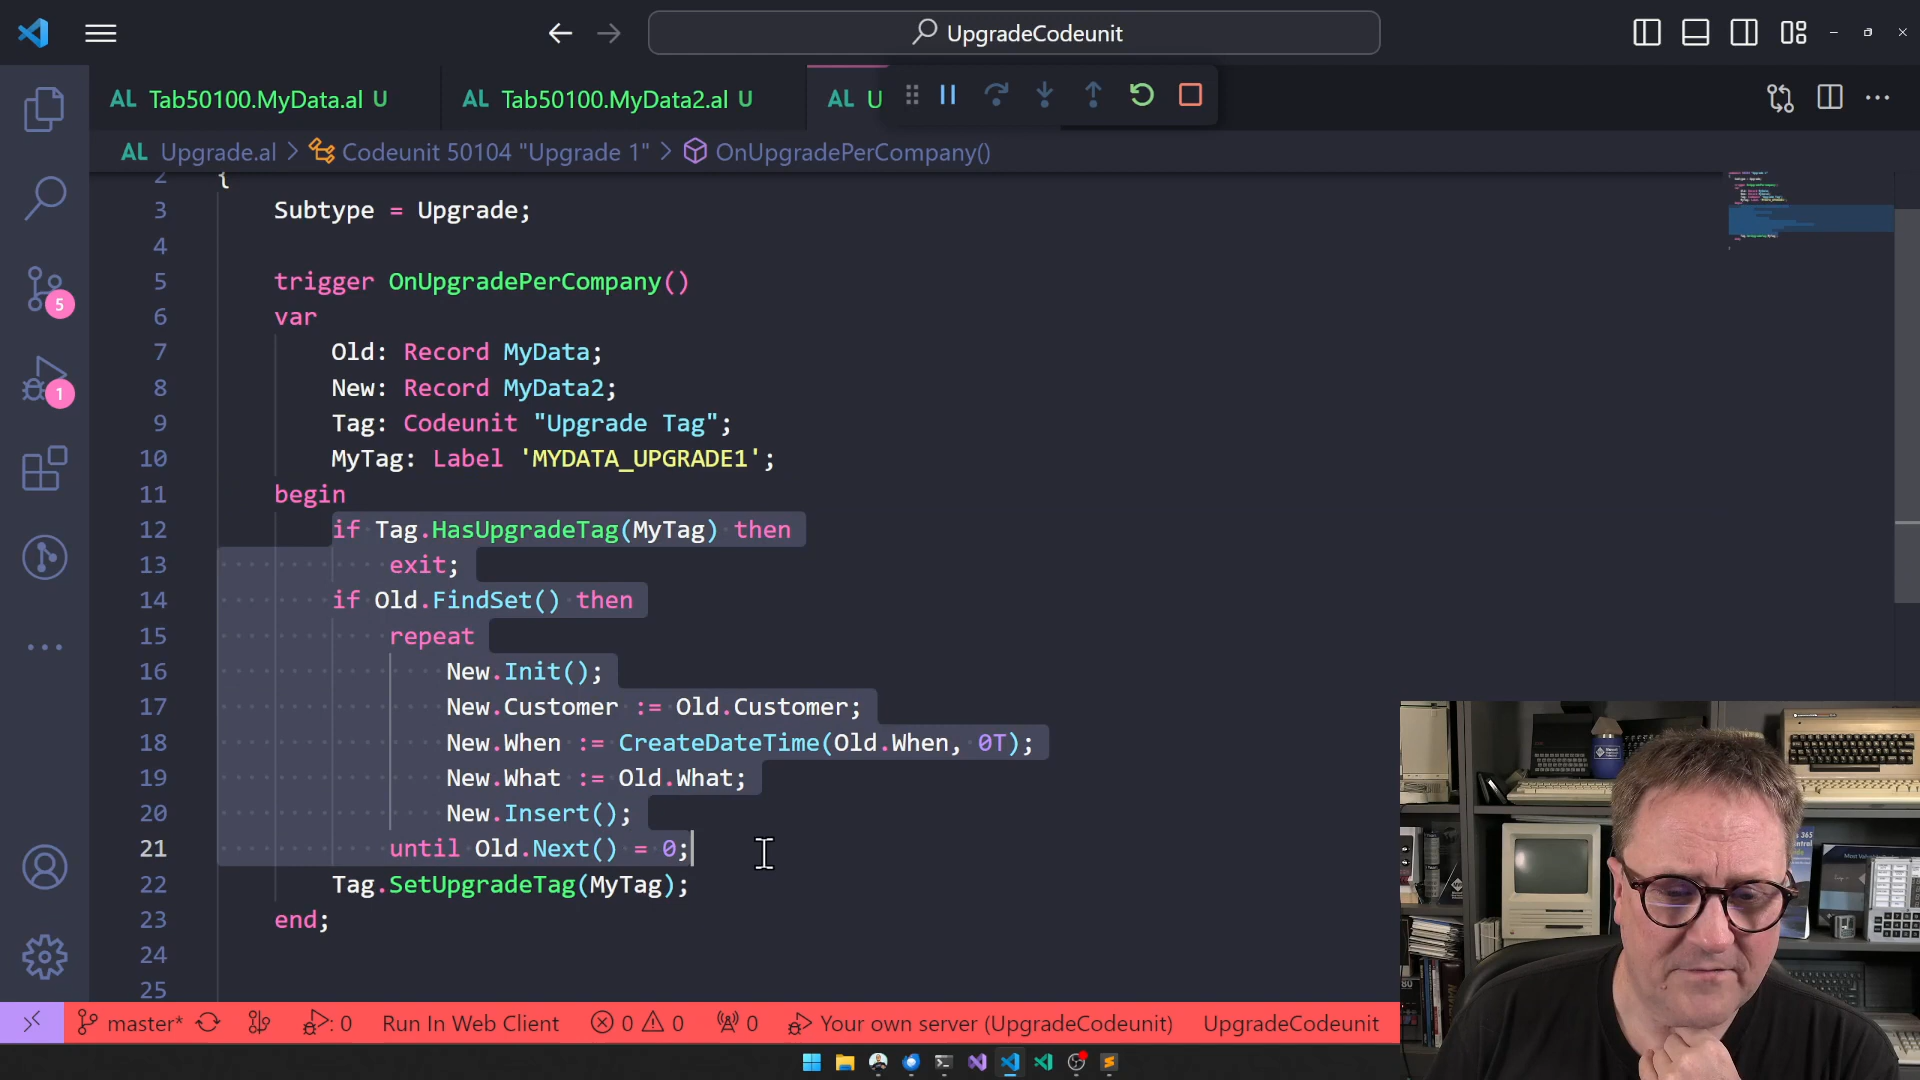 UpgradeCodeunit
AL Tab50100.MyData.al U
AL Tab50100.MyData2.al U
AL U
AL Upgrade.al > Codeunit 50104 "Upgrade 1" > OnUpgradePerCompany()
2 {
3 Subtype = Upgrade;
4
5 trigger OnUpgradePerCompany()
6 var
7 Old: Record MyData;
8 New: Record MyData2;
9 Tag: Codeunit "Upgrade Tag";
10 MyTag: Label 'MYDATA_UPGRADE1';
11 begin
12 if Tag.HasUpgradeTag(MyTag) then
13 exit;
14 if Old.FindSet() then
15 repeat
16 New.Init();
17 New.Customer := Old.Customer;
18 New.When := CreateDateTime(Old.When, 0T);
19 New.What := Old.What;
20 New.Insert();
21 until Old.Next() = 0;
22 Tag.SetUpgradeTag(MyTag);
23 end;
24
25
5
1
master* 0 Run In Web Client 0 0 0 Your own server (UpgradeCodeunit) UpgradeCodeunit